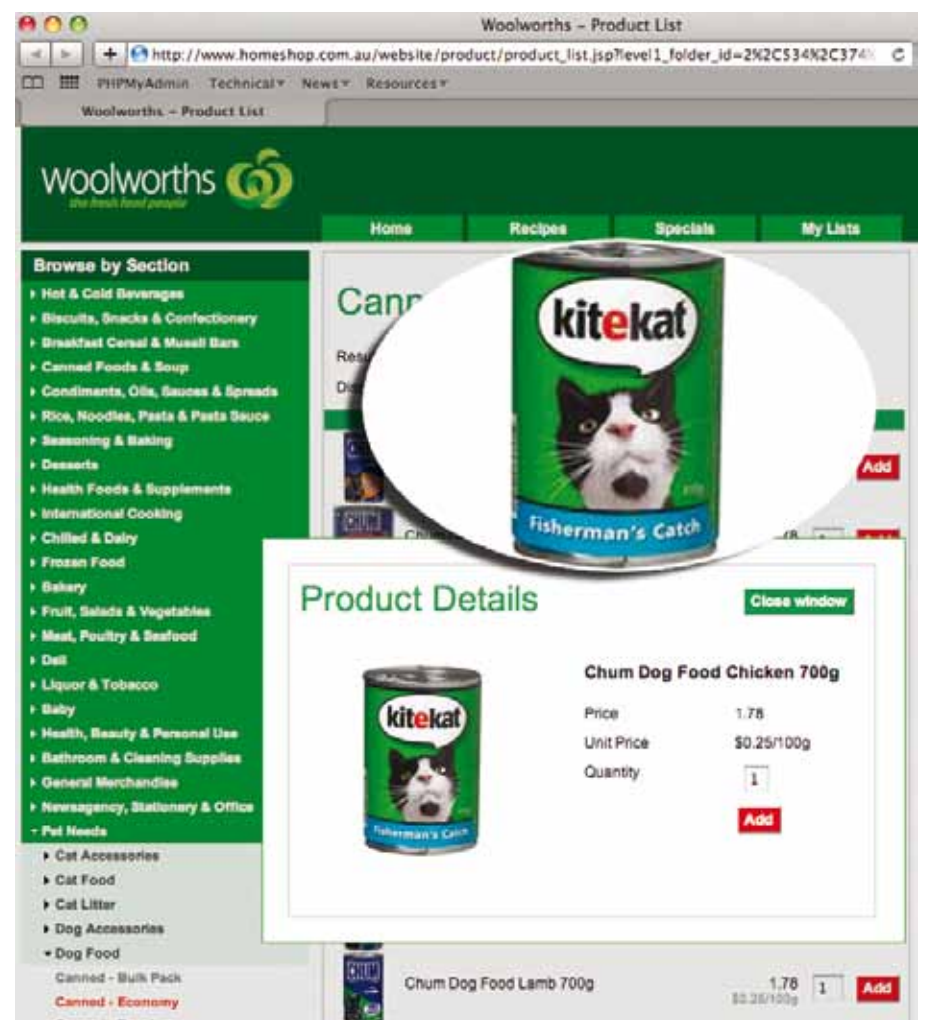 Woolworths – Product List
http://www.homeshop.com.au/website/product/product_list.jsp?level1_folder_id=2%2C534%2C374%
PHPMyAdmin Technical News Resources
Woolworths – Product List
woolworths
the fresh food people
Home Recipes Specials My Lists
Browse by Section
Hot & Cold Beverages
Biscuits, Snacks & Confectionery
Breakfast Cereal & Muesli Bars
Canned Foods & Soup
Condiments, Oils, Sauces & Spreads
Rice, Noodles, Pasta & Pasta Sauce
Seasoning & Baking
Desserts
Health Foods & Supplements
International Cooking
Chilled & Dairy
Frozen Food
Bakery
Fruit, Salads & Vegetables
Meat, Poultry & Seafood
Deli
Liquor & Tobacco
Baby
Health, Beauty & Personal Use
Bathroom & Cleaning Supplies
General Merchandise
Newsagency, Stationery & Office
Pet Needs
Cat Accessories
Cat Food
Cat Litter
Dog Accessories
Dog Food
Canned - Bulk Pack
Canned - Economy
kitekat
Fisherman's Catch
Add
CHUM
Product Details
Close window
kitekat
Fisherman's Catch
Chum Dog Food Chicken 700g
Price 1.78
Unit Price $0.25/100g
Quantity 1
Add
CHUM
Chum Dog Food Lamb 700g 1.78 1 Add
$0.25/100g